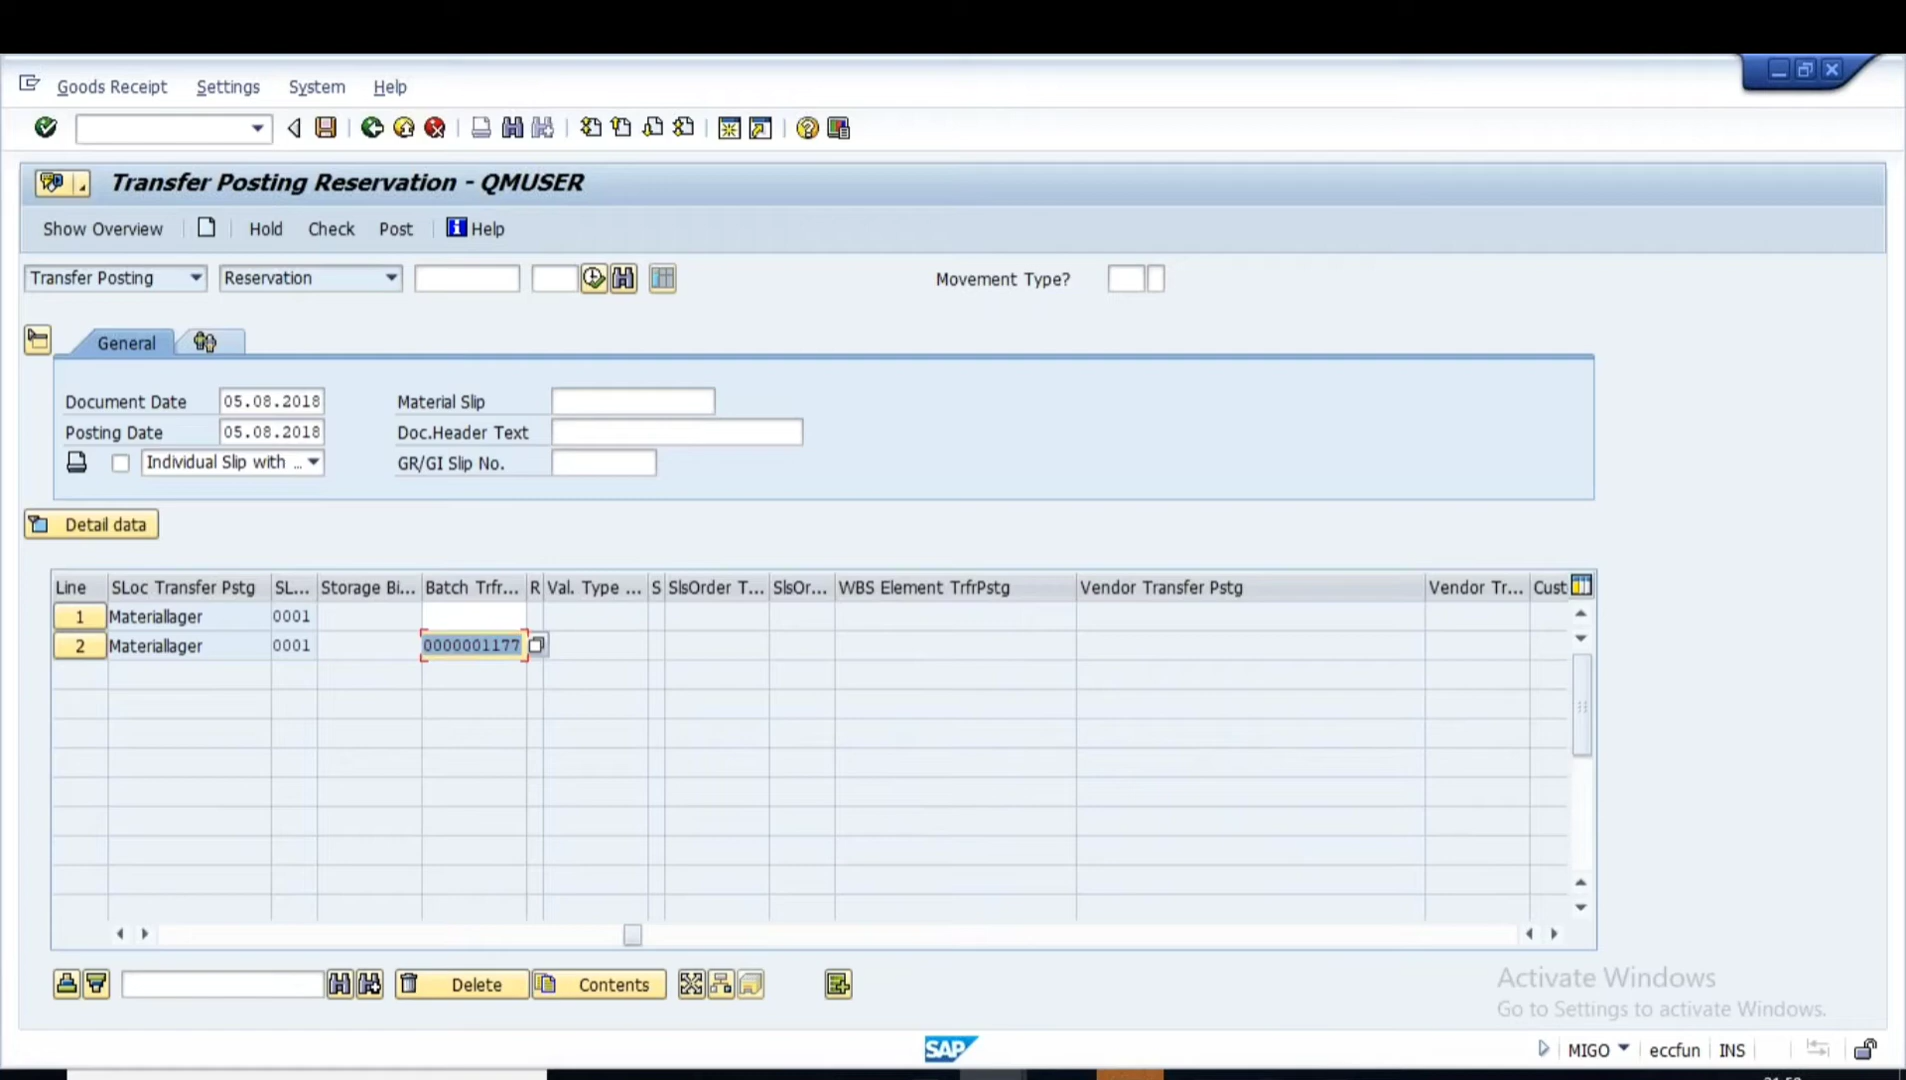 Goods Receipt Settings System Help
Transfer Posting Reservation - QMUSER
Show Overview Hold Check Post Help
Transfer Posting Reservation Movement Type?
General
Document Date 05.08.2018 Material Slip
Posting Date 05.08.2018 Doc.Header Text
Individual Slip with ... GR/GI Slip No.
Detail data
Line SLoc Transfer Pstg SL... Storage Bi... Batch Trfr... R Val. Type ... S SlsOrder T... SlsOr... WBS Element TrfrPstg Vendor Transfer Pstg Vendor Tr... Cust
1 Materiallager 0001
2 Materiallager 0001 0000001177
Delete Contents
Activate Windows
Go to Settings to activate Windows.
SAP MIGO eccfun INS